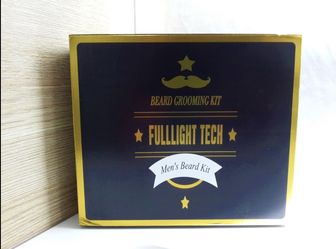 BEARD GROOMING KIT
FULLLIGHT TECH
Men's Beard Kit